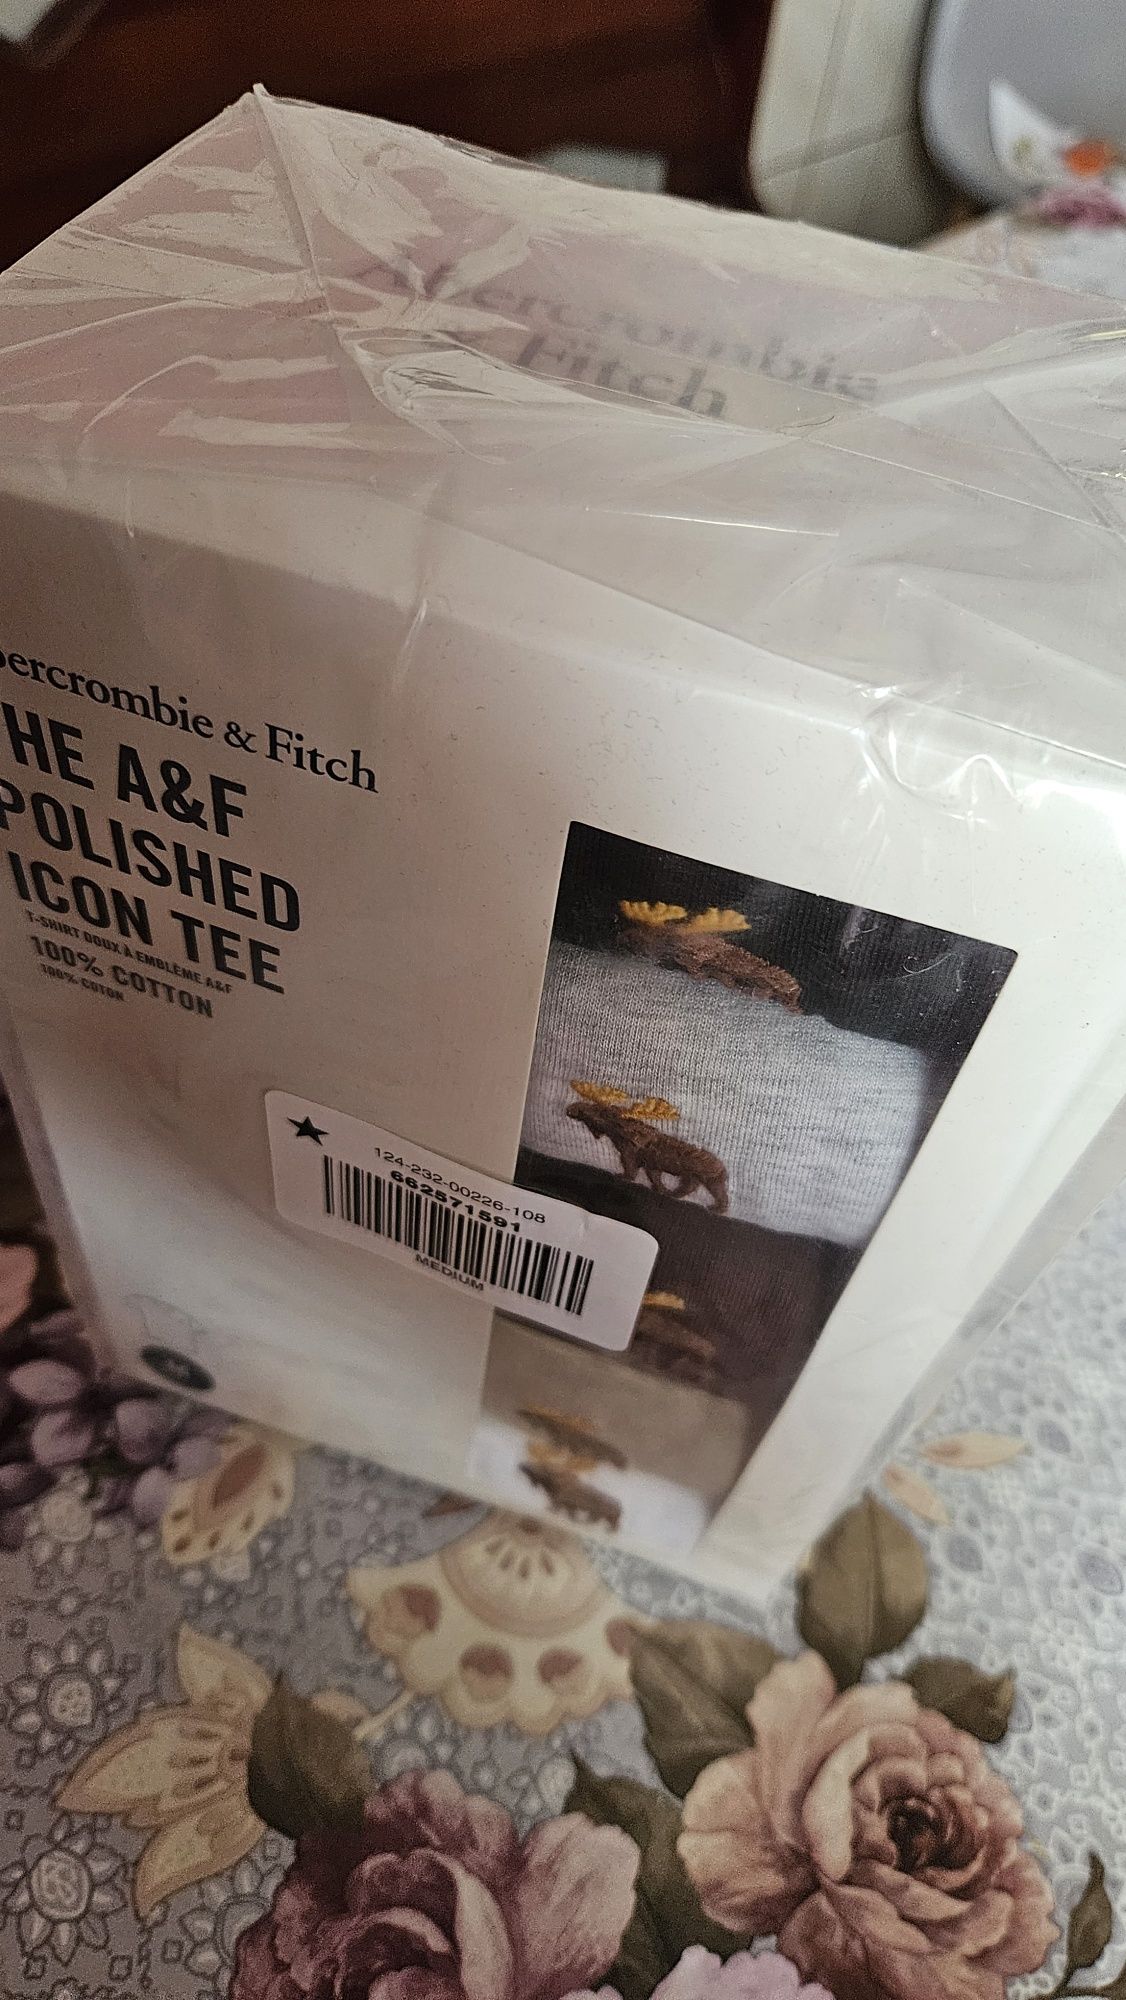 Abercrombie
& Fitch
bercrombie & Fitch
HE A&F
POLISHED
ICON TEE
T-SHIRT DOUX À EMBLÈME A&F
100% COTTON
100% COTON
124-232-00226-108
662571591
MEDIUM
M